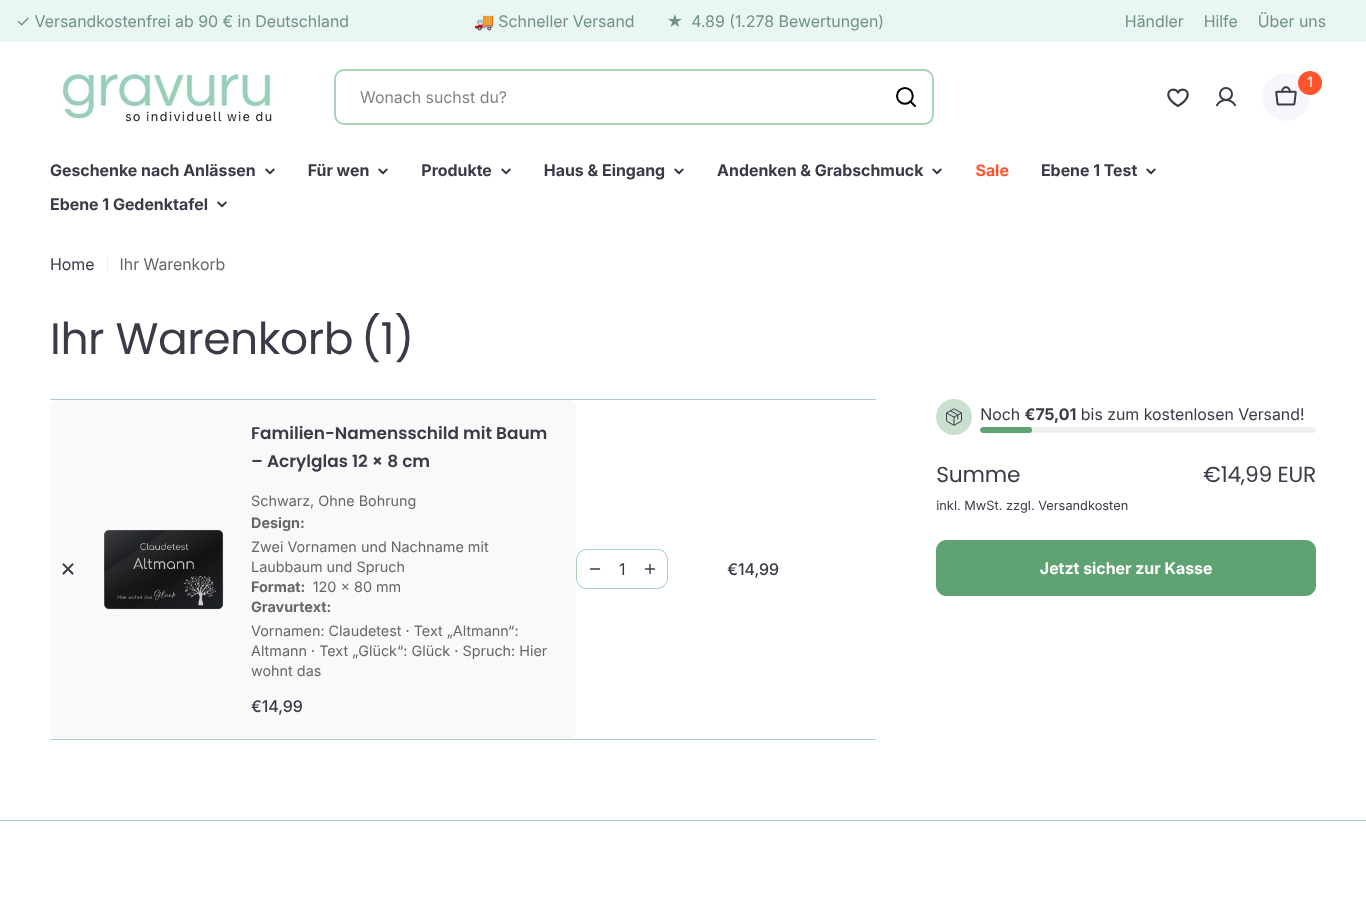 ✓ Versandkostenfrei ab 90 € in Deutschland
🚚 Schneller Versand
★ 4.89 (1.278 Bewertungen)
Händler Hilfe Über uns
gravuru
so individuell wie du
Wonach suchst du?
1
Geschenke nach Anlässen
Für wen
Produkte
Haus & Eingang
Andenken & Grabschmuck
Sale
Ebene 1 Test
Ebene 1 Gedenktafel
Home
Ihr Warenkorb
Ihr Warenkorb (1)
Claudetest
Altmann
Hier wohnt das Glück
Familien-Namensschild mit Baum
– Acrylglas 12 × 8 cm
Schwarz, Ohne Bohrung
Design:
Zwei Vornamen und Nachname mit
Laubbaum und Spruch
Format: 120 × 80 mm
Gravurtext:
Vornamen: Claudetest · Text „Altmann“:
Altmann · Text „Glück“: Glück · Spruch: Hier
wohnt das
€14,99
− 1 +
€14,99
Noch €75,01 bis zum kostenlosen Versand!
Summe €14,99 EUR
inkl. MwSt. zzgl. Versandkosten
Jetzt sicher zur Kasse